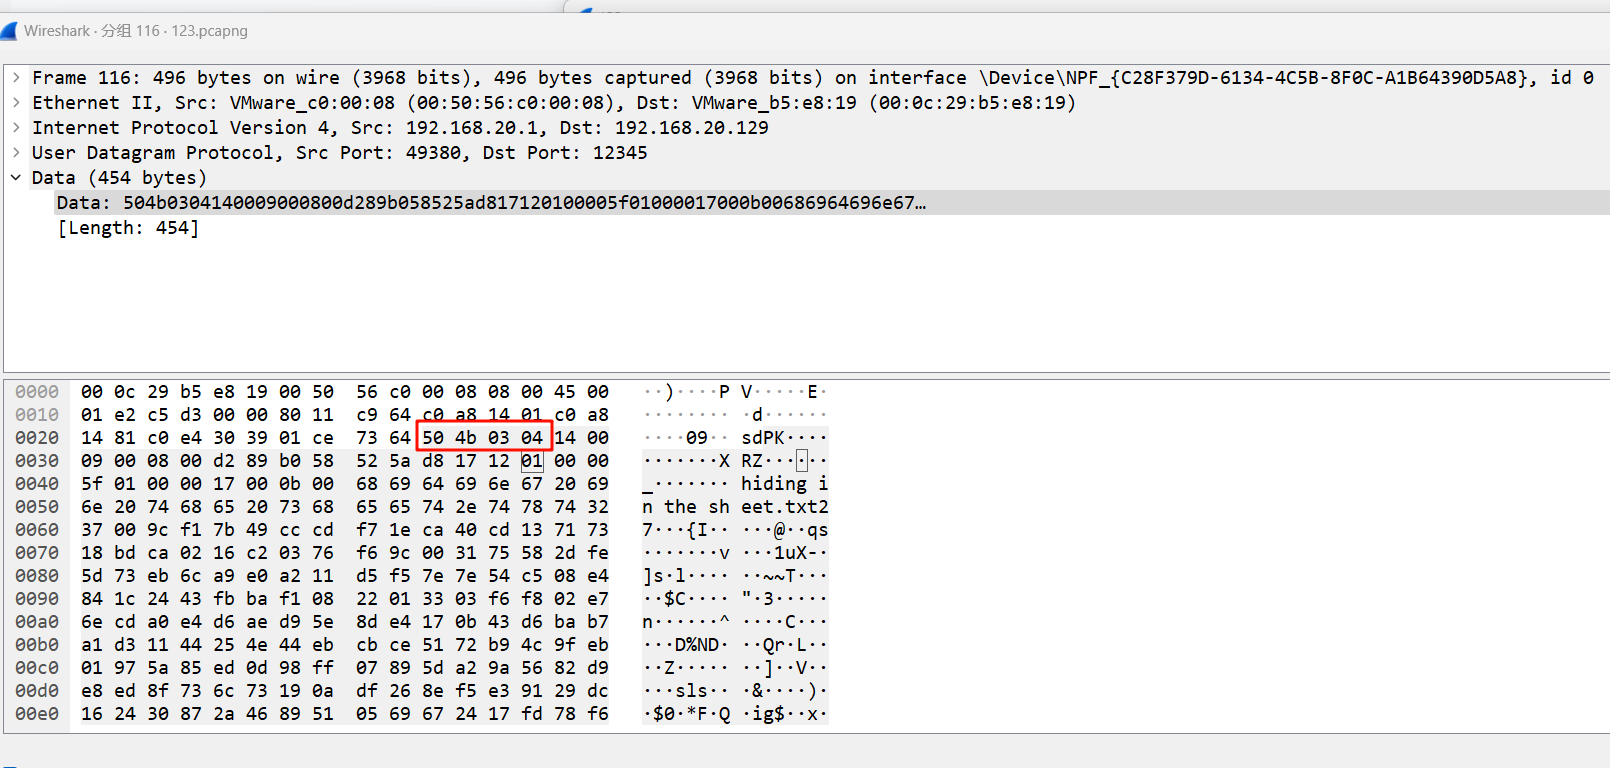 Wireshark · 分组 116 · 123.pcapng
Frame 116: 496 bytes on wire (3968 bits), 496 bytes captured (3968 bits) on interface \Device\NPF_{C28F379D-6134-4C5B-8F0C-A1B64390D5A8}, id 0
Ethernet II, Src: VMware_c0:00:08 (00:50:56:c0:00:08), Dst: VMware_b5:e8:19 (00:0c:29:b5:e8:19)
Internet Protocol Version 4, Src: 192.168.20.1, Dst: 192.168.20.129
User Datagram Protocol, Src Port: 49380, Dst Port: 12345
Data (454 bytes)
Data: 504b0304140009000800d289b058525ad817120100005f01000017000b00686964696e67…
[Length: 454]
0000 00 0c 29 b5 e8 19 00 50 56 c0 00 08 08 00 45 00 ··)····P V·····E·
0010 01 e2 c5 d3 00 00 80 11 c9 64 c0 a8 14 01 c0 a8 ········ ·d······
0020 14 81 c0 e4 30 39 01 ce 73 64 50 4b 03 04 14 00 ····09·· sdPK····
0030 09 00 08 00 d2 89 b0 58 52 5a d8 17 12 01 00 00 ·······X RZ······
0040 5f 01 00 00 17 00 0b 00 68 69 64 69 6e 67 20 69 _······· hiding i
0050 6e 20 74 68 65 20 73 68 65 65 74 2e 74 78 74 32 n the sh eet.txt2
0060 37 00 9c f1 7b 49 cc cd f7 1e ca 40 cd 13 71 73 7···{I·· ···@··qs
0070 18 bd ca 02 16 c2 03 76 f6 9c 00 31 75 58 2d fe ·······v ···1uX-·
0080 5d 73 eb 6c a9 e0 a2 11 d5 f5 7e 7e 54 c5 08 e4 ]s·l···· ··~~T···
0090 84 1c 24 43 fb ba f1 08 22 01 33 03 f6 f8 02 e7 ··$C···· "·3·····
00a0 6e cd a0 e4 d6 ae d9 5e 8d e4 17 0b 43 d6 ba b7 n······^ ····C···
00b0 a1 d3 11 44 25 4e 44 eb cb ce 51 72 b9 4c 9f eb ···D%ND· ··Qr·L··
00c0 01 97 5a 85 ed 0d 98 ff 07 89 5d a2 9a 56 82 d9 ··Z····· ··]··V··
00d0 e8 ed 8f 73 6c 73 19 0a df 26 8e f5 e3 91 29 dc ···sls·· ·&····)·
00e0 16 24 30 87 2a 46 89 51 05 69 67 24 17 fd 78 f6 ·$0·*F·Q ·ig$··x·